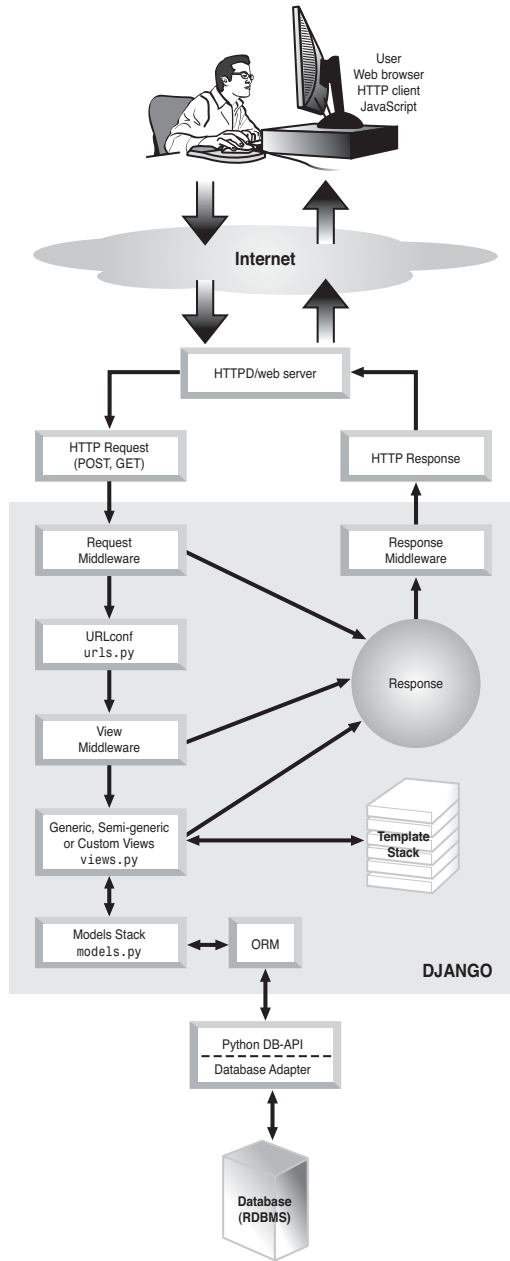 User
Web browser
HTTP client
JavaScript
Internet
HTTPD/web server
HTTP Request
(POST, GET)
HTTP Response
Request
Middleware
Response
Middleware
URLconf
urls.py
Response
View
Middleware
Generic, Semi-generic
or Custom Views
views.py
Template
Stack
Models Stack
models.py
ORM
DJANGO
Python DB-API
Database Adapter
Database
(RDBMS)